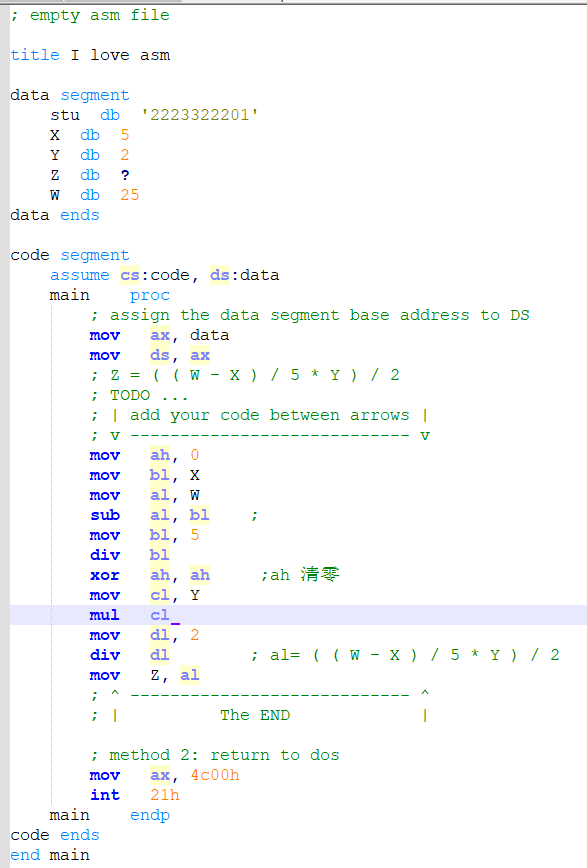 ; empty asm file
title I love asm
data segment
stu db '2223322201'
X db 5
Y db 2
Z db ?
W db 25
data ends
code segment
assume cs:code, ds:data
main proc
; assign the data segment base address to DS
mov ax, data
mov ds, ax
; Z = ( ( W - X ) / 5 * Y ) / 2
; TODO ...
; | add your code between arrows |
; v ---------------------------- v
mov ah, 0
mov bl, X
mov al, W
sub al, bl ;
mov bl, 5
div bl
xor ah, ah ;ah 清零
mov cl, Y
mul cl
mov dl, 2
div dl ; al= ( ( W - X ) / 5 * Y ) / 2
mov Z, al
; ^ ---------------------------- ^
; | The END |
; method 2: return to dos
mov ax, 4c00h
int 21h
main endp
code ends
end main